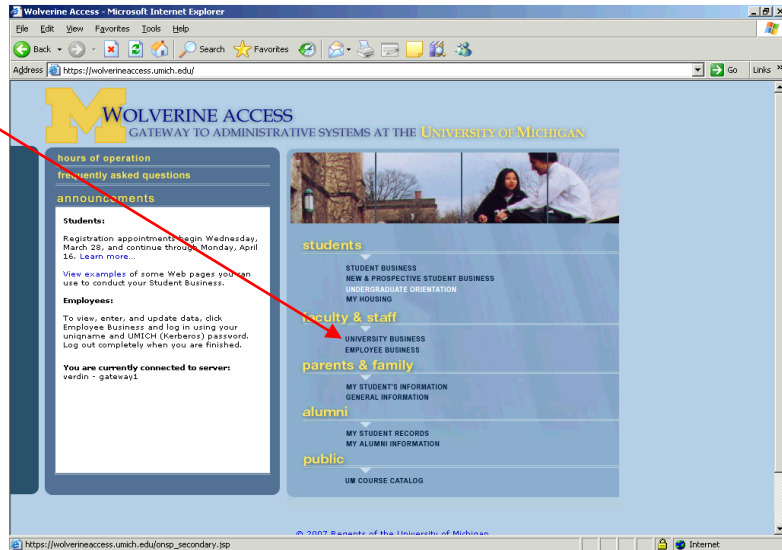 Wolverine Access - Microsoft Internet Explorer
File Edit View Favorites Tools Help
Back Search Favorites
Address https://wolverineaccess.umich.edu/ Go Links »
WOLVERINE ACCESS
GATEWAY TO ADMINISTRATIVE SYSTEMS AT THE UNIVERSITY OF MICHIGAN
hours of operation
frequently asked questions
announcements
Students:
Registration appointments begin Wednesday,
March 28, and continue through Monday, April
16. Learn more...
View examples of some Web pages you can
use to conduct your Student Business.
Employees:
To view, enter, and update data, click
Employee Business and log in using your
uniqname and UMICH (Kerberos) password.
Log out completely when you are finished.
You are currently connected to server:
verdin - gateway1
students
STUDENT BUSINESS
NEW & PROSPECTIVE STUDENT BUSINESS
UNDERGRADUATE ORIENTATION
MY HOUSING
faculty & staff
UNIVERSITY BUSINESS
EMPLOYEE BUSINESS
parents & family
MY STUDENT'S INFORMATION
GENERAL INFORMATION
alumni
MY STUDENT RECORDS
MY ALUMNI INFORMATION
public
UM COURSE CATALOG
© 2007 Regents of the University of Michigan
https://wolverineaccess.umich.edu/onsp_secondary.jsp Internet